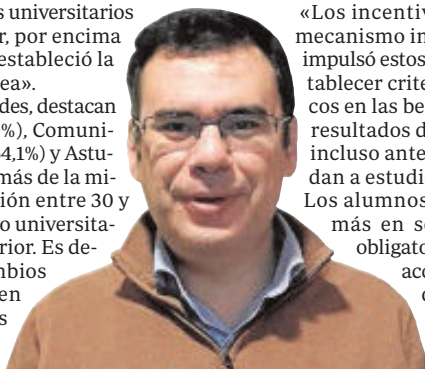 s universitarios
r, por encima
estableció la
ea».
des, destacan
%), Comuni-
4,1%) y Astu-
más de la mi-
ión entre 30 y
o universita-
rior. Es de-
mbios
en
s
«Los incentiv
mecanismo in
impulsó estos
tablecer crite
cos en las be
resultados d
incluso ante
dan a estudi
Los alumnos
más en se
obligato
acc